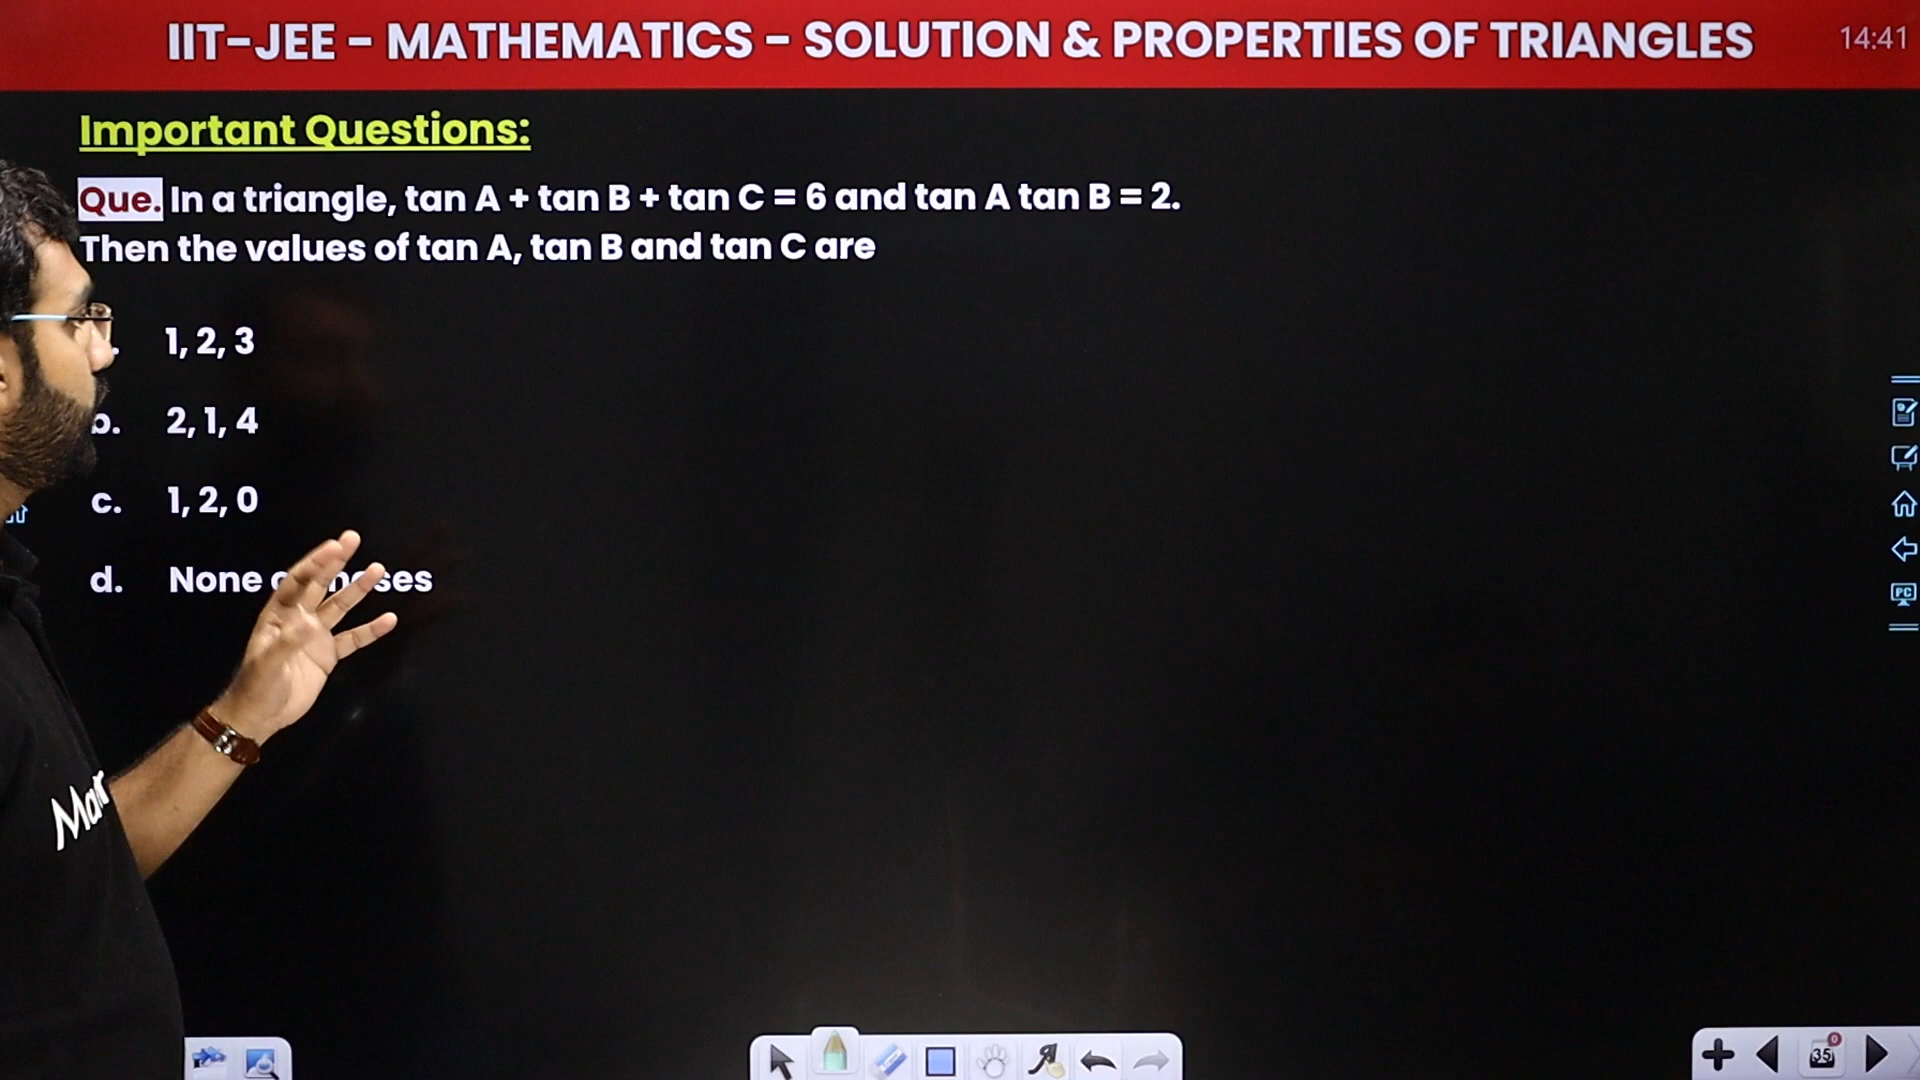 IIT-JEE - MATHEMATICS - SOLUTION & PROPERTIES OF TRIANGLES
14:41
Important Questions:
Que. In a triangle, tan A + tan B + tan C = 6 and tan A tan B = 2.
Then the values of tan A, tan B and tan C are
1, 2, 3
b. 2, 1, 4
c. 1, 2, 0
d. None
PC
35
0